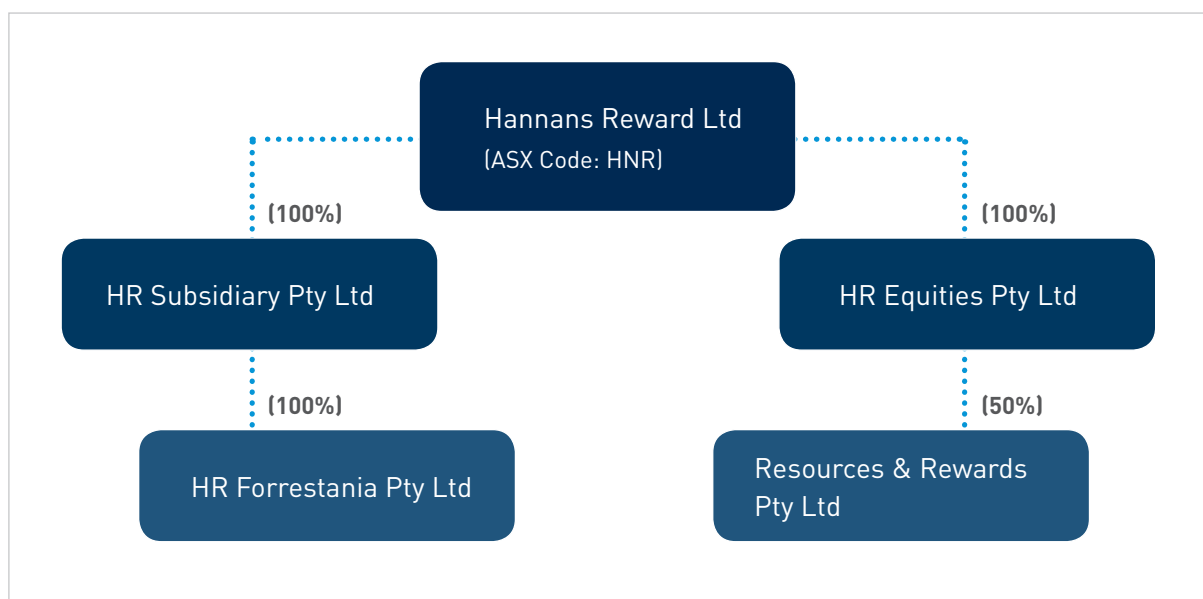 Hannans Reward Ltd
(ASX Code: HNR)
(100%)
(100%)
HR Subsidiary Pty Ltd
HR Equities Pty Ltd
(100%)
(50%)
HR Forrestania Pty Ltd
Resources & Rewards
Pty Ltd